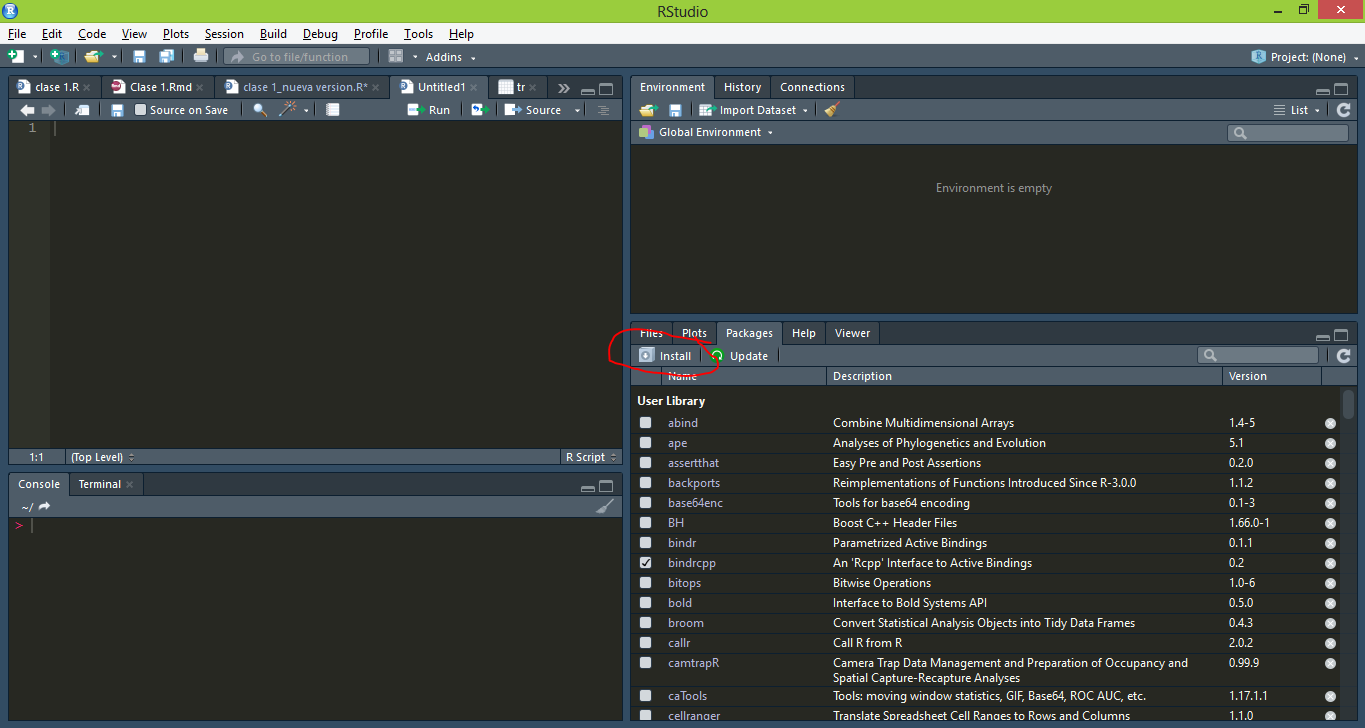 RStudio
File Edit Code View Plots Session Build Debug Profile Tools Help
Go to file/function Addins Project: (None)
clase 1.R Clase 1.Rmd clase 1_nueva version.R* Untitled1 tr
Source on Save Run Source
1
1:1 (Top Level) R Script
Console Terminal
~/
>
Environment History Connections
Import Dataset List
Global Environment
Environment is empty
Files Plots Packages Help Viewer
Install Update
Name Description Version
User Library
abind Combine Multidimensional Arrays 1.4-5
ape Analyses of Phylogenetics and Evolution 5.1
assertthat Easy Pre and Post Assertions 0.2.0
backports Reimplementations of Functions Introduced Since R-3.0.0 1.1.2
base64enc Tools for base64 encoding 0.1-3
BH Boost C++ Header Files 1.66.0-1
bindr Parametrized Active Bindings 0.1.1
bindrcpp An 'Rcpp' Interface to Active Bindings 0.2
bitops Bitwise Operations 1.0-6
bold Interface to Bold Systems API 0.5.0
broom Convert Statistical Analysis Objects into Tidy Data Frames 0.4.3
callr Call R from R 2.0.2
camtrapR Camera Trap Data Management and Preparation of Occupancy and 0.99.9
Spatial Capture-Recapture Analyses
caTools Tools: moving window statistics, GIF, Base64, ROC AUC, etc. 1.17.1.1
cellranger Translate Spreadsheet Cell Ranges to Rows and Columns 1.1.0